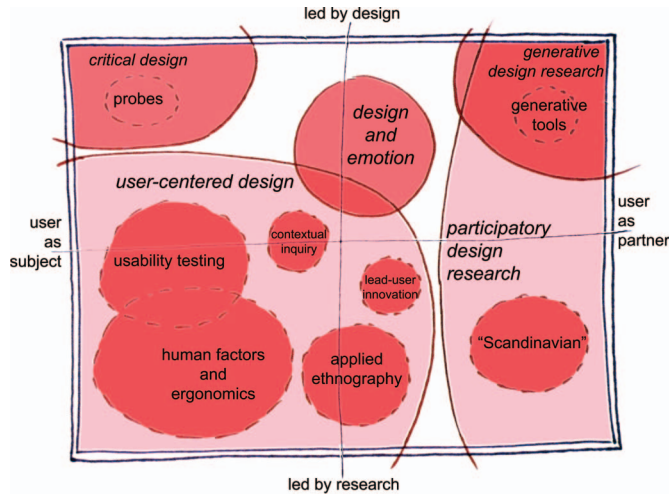 led by design
critical design
probes
generative
design research
generative
tools
design
and
emotion
user-centered design
user
as
subject
usability testing
contextual
inquiry
participatory
design
research
user
as
partner
lead-user
innovation
human factors
and
ergonomics
applied
ethnography
“Scandinavian”
led by research